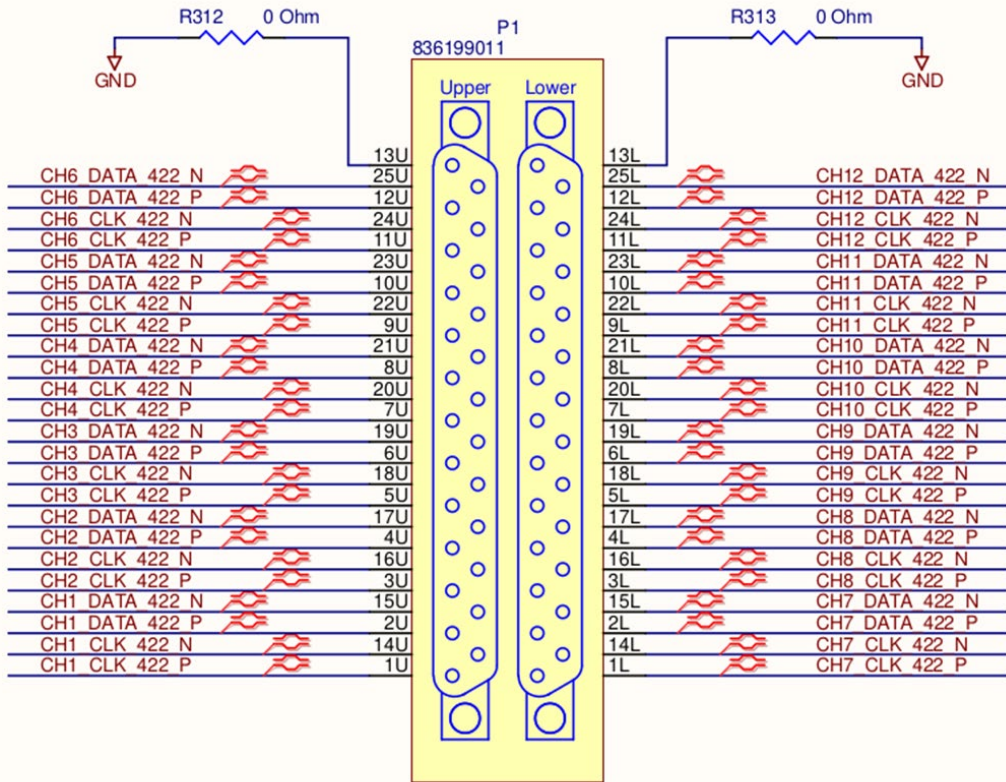 R312 0 Ohm P1 R313 0 Ohm
836199011
GND Upper Lower GND
13U 13L
CH6_DATA_422_N 25U 25L CH12_DATA_422_N
CH6_DATA_422_P 12U 12L CH12_DATA_422_P
CH6_CLK_422_N 24U 24L CH12_CLK_422_N
CH6_CLK_422_P 11U 11L CH12_CLK_422_P
CH5_DATA_422_N 23U 23L CH11_DATA_422_N
CH5_DATA_422_P 10U 10L CH11_DATA_422_P
CH5_CLK_422_N 22U 22L CH11_CLK_422_N
CH5_CLK_422_P 9U 9L CH11_CLK_422_P
CH4_DATA_422_N 21U 21L CH10_DATA_422_N
CH4_DATA_422_P 8U 8L CH10_DATA_422_P
CH4_CLK_422_N 20U 20L CH10_CLK_422_N
CH4_CLK_422_P 7U 7L CH10_CLK_422_P
CH3_DATA_422_N 19U 19L CH9_DATA_422_N
CH3_DATA_422_P 6U 6L CH9_DATA_422_P
CH3_CLK_422_N 18U 18L CH9_CLK_422_N
CH3_CLK_422_P 5U 5L CH9_CLK_422_P
CH2_DATA_422_N 17U 17L CH8_DATA_422_N
CH2_DATA_422_P 4U 4L CH8_DATA_422_P
CH2_CLK_422_N 16U 16L CH8_CLK_422_N
CH2_CLK_422_P 3U 3L CH8_CLK_422_P
CH1_DATA_422_N 15U 15L CH7_DATA_422_N
CH1_DATA_422_P 2U 2L CH7_DATA_422_P
CH1_CLK_422_N 14U 14L CH7_CLK_422_N
CH1_CLK_422_P 1U 1L CH7_CLK_422_P